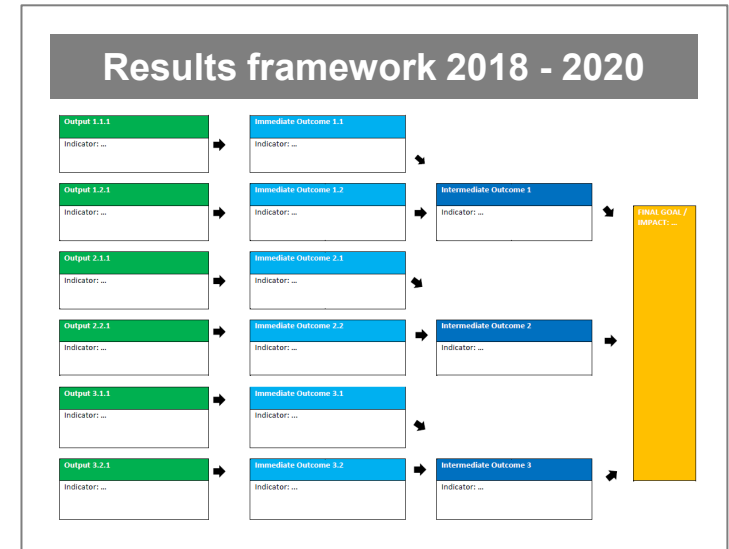 Results framework 2018 - 2020
Output 1.1.1
Indicator: ...
Immediate Outcome 1.1
Indicator: ...
Output 1.2.1
Indicator: ...
Immediate Outcome 1.2
Indicator: ...
Intermediate Outcome 1
Indicator: ...
FINAL GOAL /
IMPACT: ...
Output 2.1.1
Indicator: ...
Immediate Outcome 2.1
Indicator: ...
Output 2.2.1
Indicator: ...
Immediate Outcome 2.2
Indicator: ...
Intermediate Outcome 2
Indicator: ...
Output 3.1.1
Indicator: ...
Immediate Outcome 3.1
Indicator: ...
Output 3.2.1
Indicator: ...
Immediate Outcome 3.2
Indicator: ...
Intermediate Outcome 3
Indicator: ...